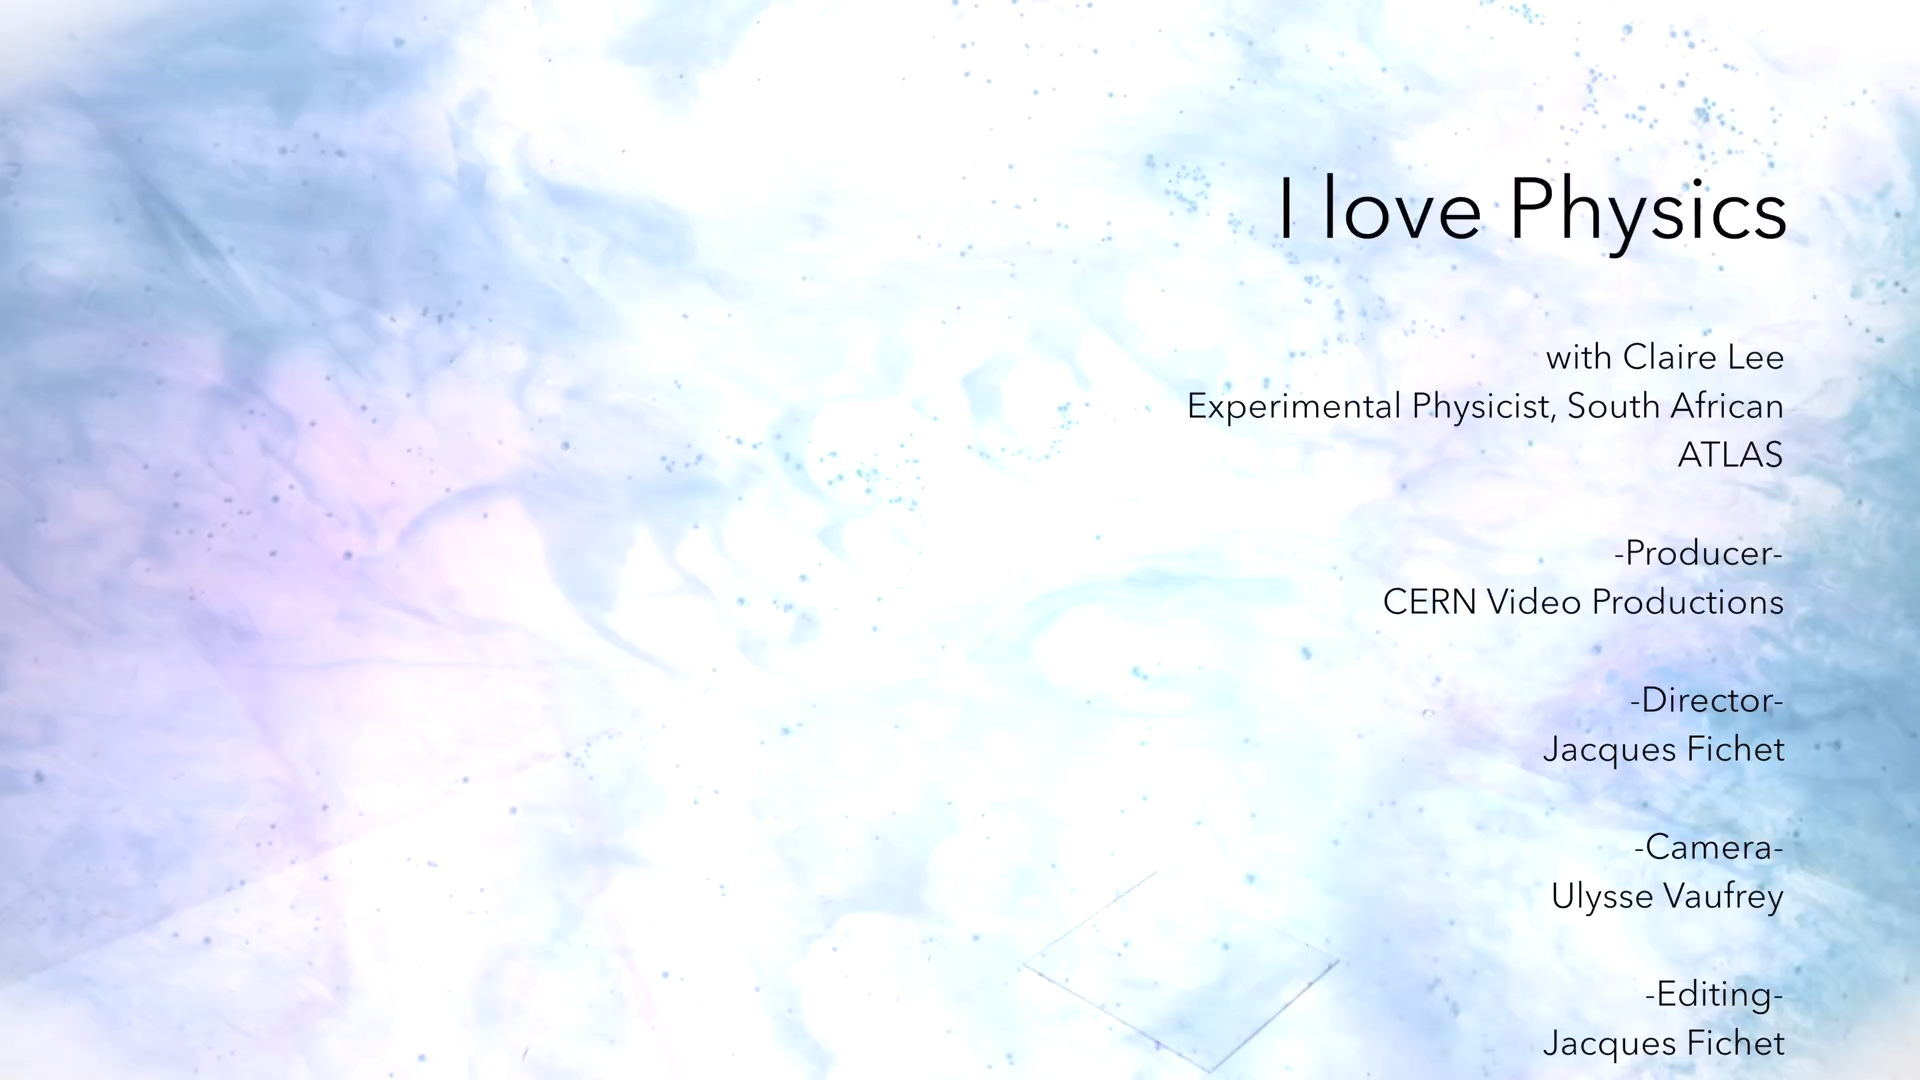 I love Physics
with Claire Lee
Experimental Physicist, South African
ATLAS
-Producer-
CERN Video Productions
-Director-
Jacques Fichet
-Camera-
Ulysse Vaufrey
-Editing-
Jacques Fichet